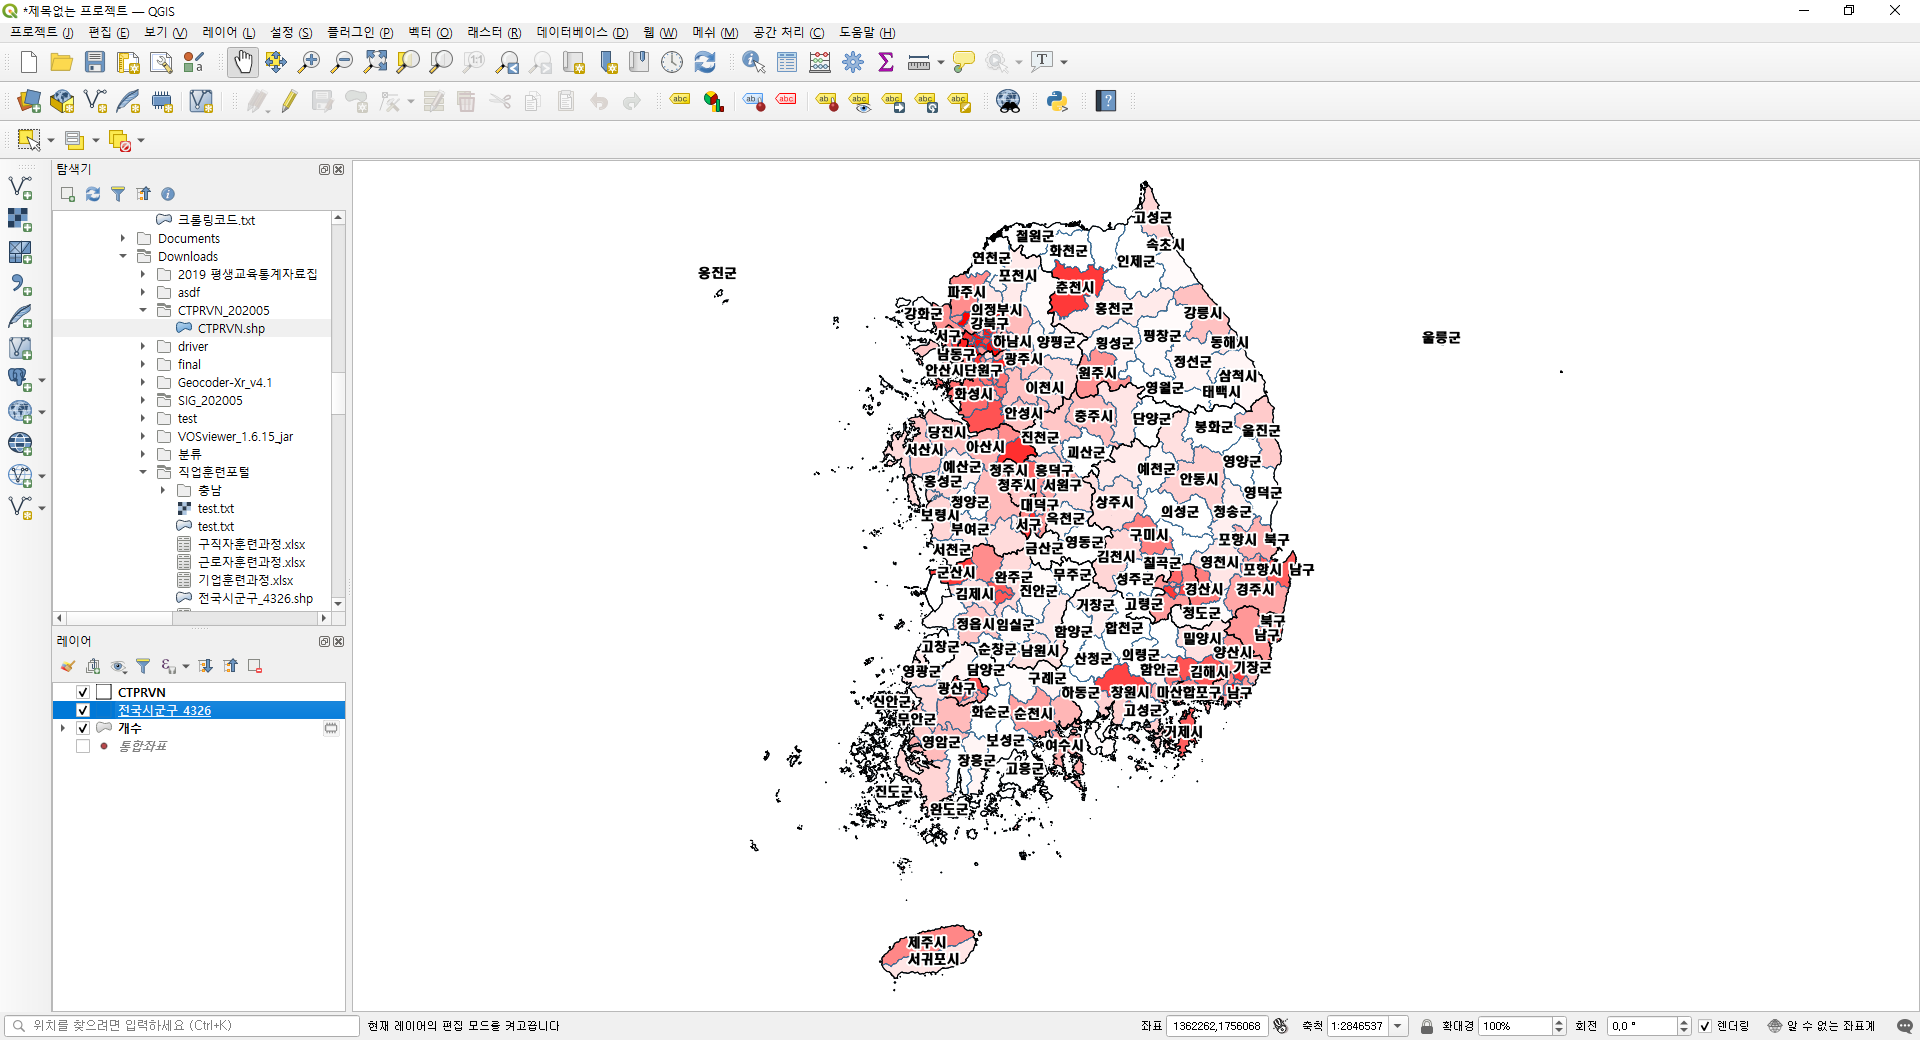 *제목없는 프로젝트 — QGIS
프로젝트 (J) 편집 (E) 보기 (V) 레이어 (L) 설정 (S) 플러그인 (P) 벡터 (O) 래스터 (R) 데이터베이스 (D) 웹 (W) 메쉬 (M) 공간 처리 (C) 도움말 (H)
탐색기
크롤링코드.txt
Documents
Downloads
2019 평생교육통계자료집
asdf
CTPRVN_202005
CTPRVN.shp
driver
final
Geocoder-Xr_v4.1
SIG_202005
test
VOSviewer_1.6.15_jar
분류
직업훈련포털
충남
test.txt
test.txt
구직자훈련과정.xlsx
근로자훈련과정.xlsx
기업훈련과정.xlsx
전국시군구_4326.shp
레이어
CTPRVN
전국시군구_4326
개수
통합좌표
고성군
철원군
속초시
화천군
연천군
인제군
옹진군
포천시
춘천시
파주시
의정부시
홍천군
강화군
강릉시
강북구
서구
평창군
울릉군
하남시
양평군
횡성군
동해시
남동구
광주시
정선군
안산시단원구
원주시
삼척시
이천시
영월군
태백시
화성시
안성시
충주시
단양군
당진시
봉화군
울진군
진천군
서산시
아산시
괴산군
영양군
예산군
청주시 흥덕구
예천군
안동시
홍성군
청주시 서원구
영덕군
청양군
대덕구
상주시
의성군
청송군
보령시
서구
옥천군
부여군
구미시
포항시 북구
서천군
금산군
영동군
김천시
칠곡군
영천시
포항시 남구
군산시
완주군
무주군
성주군
김제시
진안군
경산시
경주시
거창군
고령군
청도군
정읍시
임실군
함양군
합천군
북구
남구
밀양시
고창군
순창군
남원시
산청군
의령군
양산시
영광군
담양군
구례군
함안군
김해시
기장군
광산구
하동군
창원시 마산합포구
남구
신안군
무안군
화순군
순천시
고성군
거제시
영암군
보성군
여수시
장흥군
고흥군
진도군
완도군
제주시
서귀포시
위치를 찾으려면 입력하세요 (Ctrl+K)
현재 레이어의 편집 모드를 켜고끕니다
좌표 1362262,1756068 축척 1:2846537 확대경 100% 회전 0,0 ° 렌더링 알 수 없는 좌표계